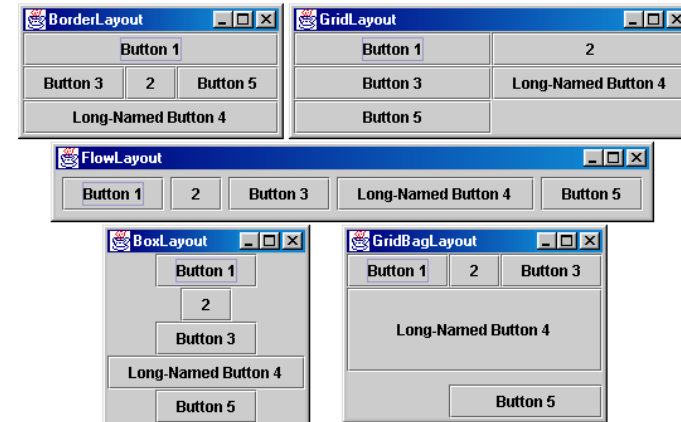 BorderLayout
Button 1
Button 3 2 Button 5
Long-Named Button 4
GridLayout
Button 1 2
Button 3 Long-Named Button 4
Button 5
FlowLayout
Button 1 2 Button 3 Long-Named Button 4 Button 5
BoxLayout
Button 1
2
Button 3
Long-Named Button 4
Button 5
GridBagLayout
Button 1 2 Button 3
Long-Named Button 4
Button 5